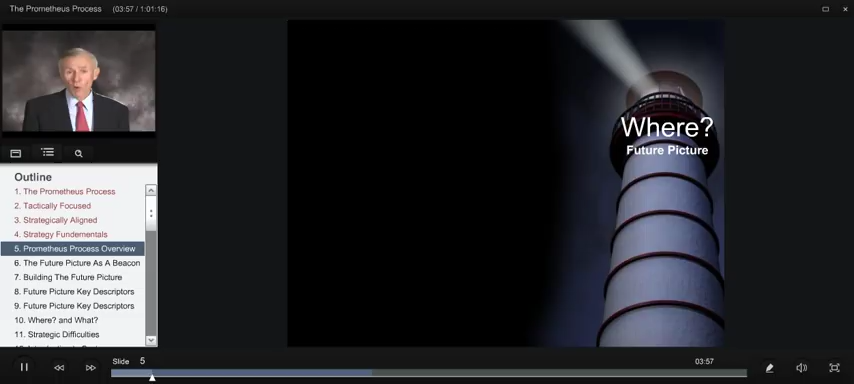 The Prometheus Process (03:57 / 1:01:16)
Where?
Future Picture
Outline
1. The Prometheus Process
2. Tactically Focused
3. Strategically Aligned
4. Strategy Fundementals
5. Prometheus Process Overview
6. The Future Picture As A Beacon
7. Building The Future Picture
8. Future Picture Key Descriptors
9. Future Picture Key Descriptors
10. Where? and What?
11. Strategic Difficulties
Slide 5 03:57